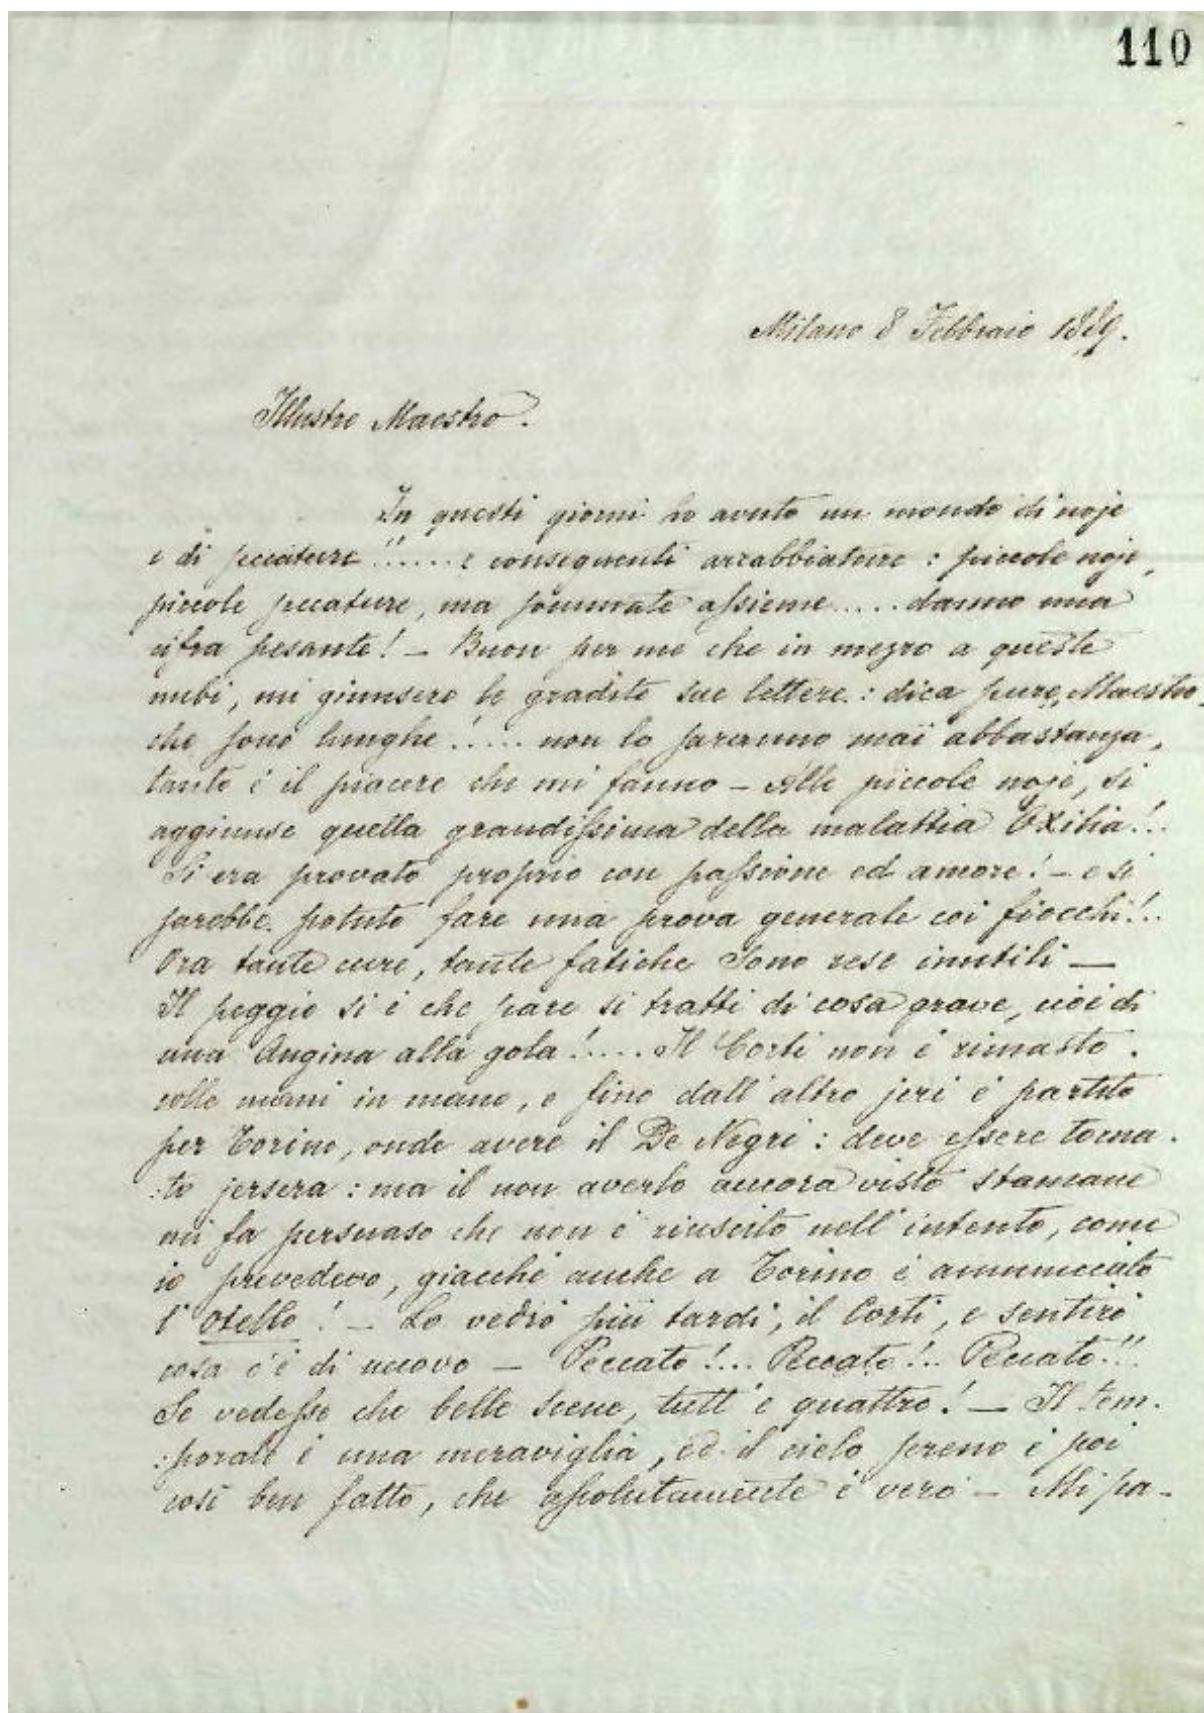 110
Milano 8 Febbraio 1889.
Illustre Maestro.
In questi giorni ho avuto un mondo di noje
e di seccature!!..... e conseguenti arrabbiature: piccole noje,
piccole seccature, ma sommate assieme..... danno una
cifra pesante! - Buon per me che in mezzo a queste
nubi, mi giunsero le gradite sue lettere: dica pure, Maestro
che sono lunghe!..... non lo saranno mai abbastanza,
tanto è il piacere che mi fanno - Alle piccole noje, si
aggiunse quella grandissima della malattia Oxilia!..
Si era provato proprio con passione ed amore! - e si
sarebbe potuto fare una prova generale coi fiocchi!..
Ora tante cure, tante fatiche sono rese inutili —
Il peggio si è che pare si tratti di cosa grave, cioè di
una Angina alla gola!.... Il Corti non è rimasto
colle mani in mano, e fino dall'altro jeri è partito
per Torino, onde avere il De Negri: deve essere torna.
:to jersera: ma il non averlo ancora visto stamane
mi fa persuaso che non è riuscito nell'intento, come
io prevedevo, giacchè anche a Torino è annunciato
l'Otello! - Lo vedrò più tardi, il Corti, e sentirò
cosa c'è di nuovo — Peccato!... Peccato!.. Peccato!!
Se vedesse che belle scene, tutt'e quattro! — Il tem.
:porale è una meraviglia, ed il cielo sereno è poi
così ben fatto, che assolutamente è vero - Mi pa-